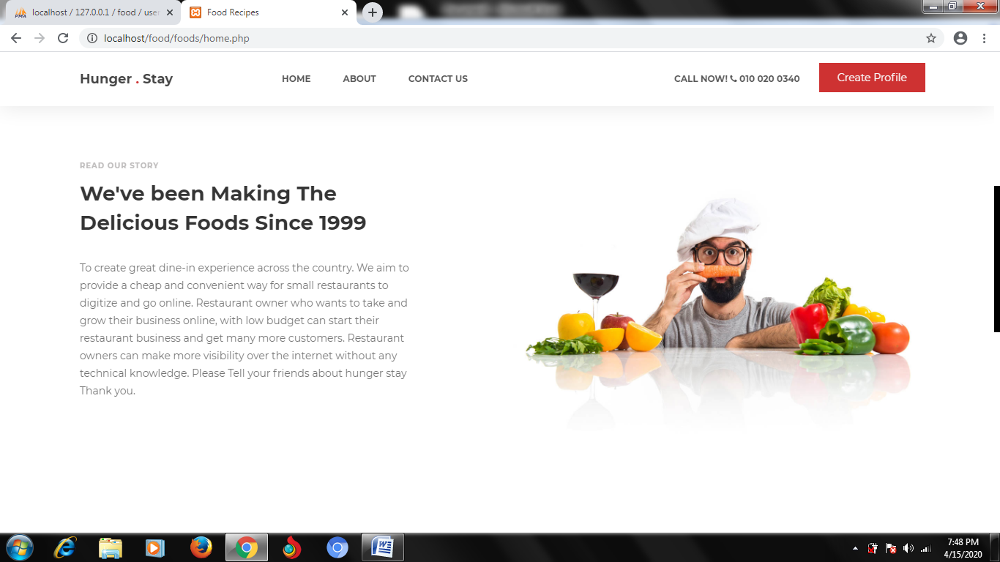 localhost / 127.0.0.1 / food / user
Food Recipes
localhost/food/foods/home.php
Hunger . Stay
HOME
ABOUT
CONTACT US
CALL NOW! 010 020 0340
Create Profile
READ OUR STORY
We've been Making The
Delicious Foods Since 1999
To create great dine-in experience across the country. We aim to
provide a cheap and convenient way for small restaurants to
digitize and go online. Restaurant owner who wants to take and
grow their business online, with low budget can start their
restaurant business and get many more customers. Restaurant
owners can make more visibility over the internet without any
technical knowledge. Please Tell your friends about hunger stay
Thank you.
7:48 PM
4/15/2020